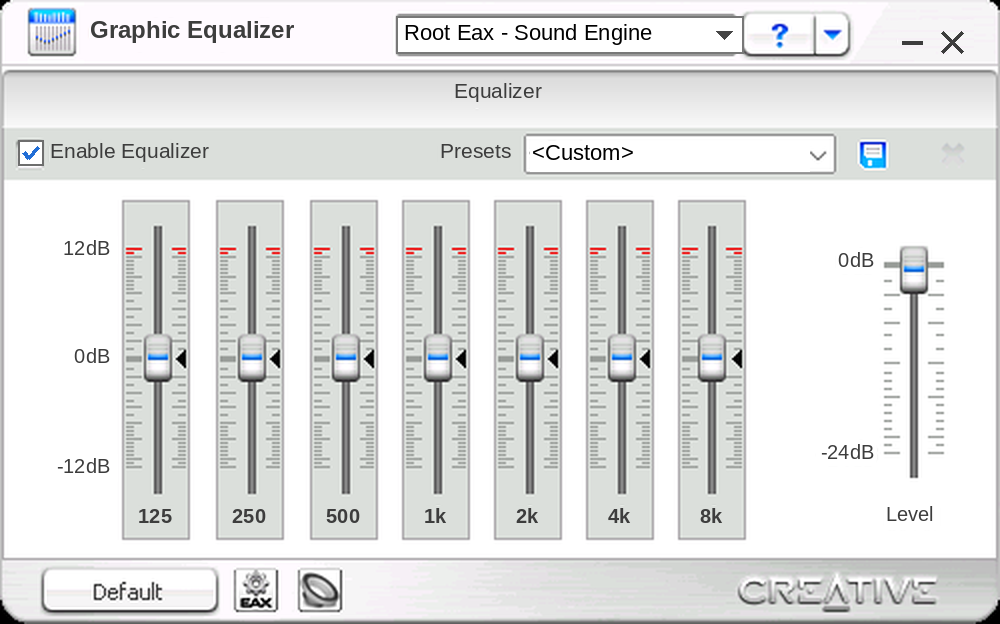 Graphic Equalizer
Root Eax - Sound Engine
?
Equalizer
Enable Equalizer
Presets
<Custom>
12dB
0dB
-12dB
125
250
500
1k
2k
4k
8k
0dB
-24dB
Level
Default
EAX
CREATIVE